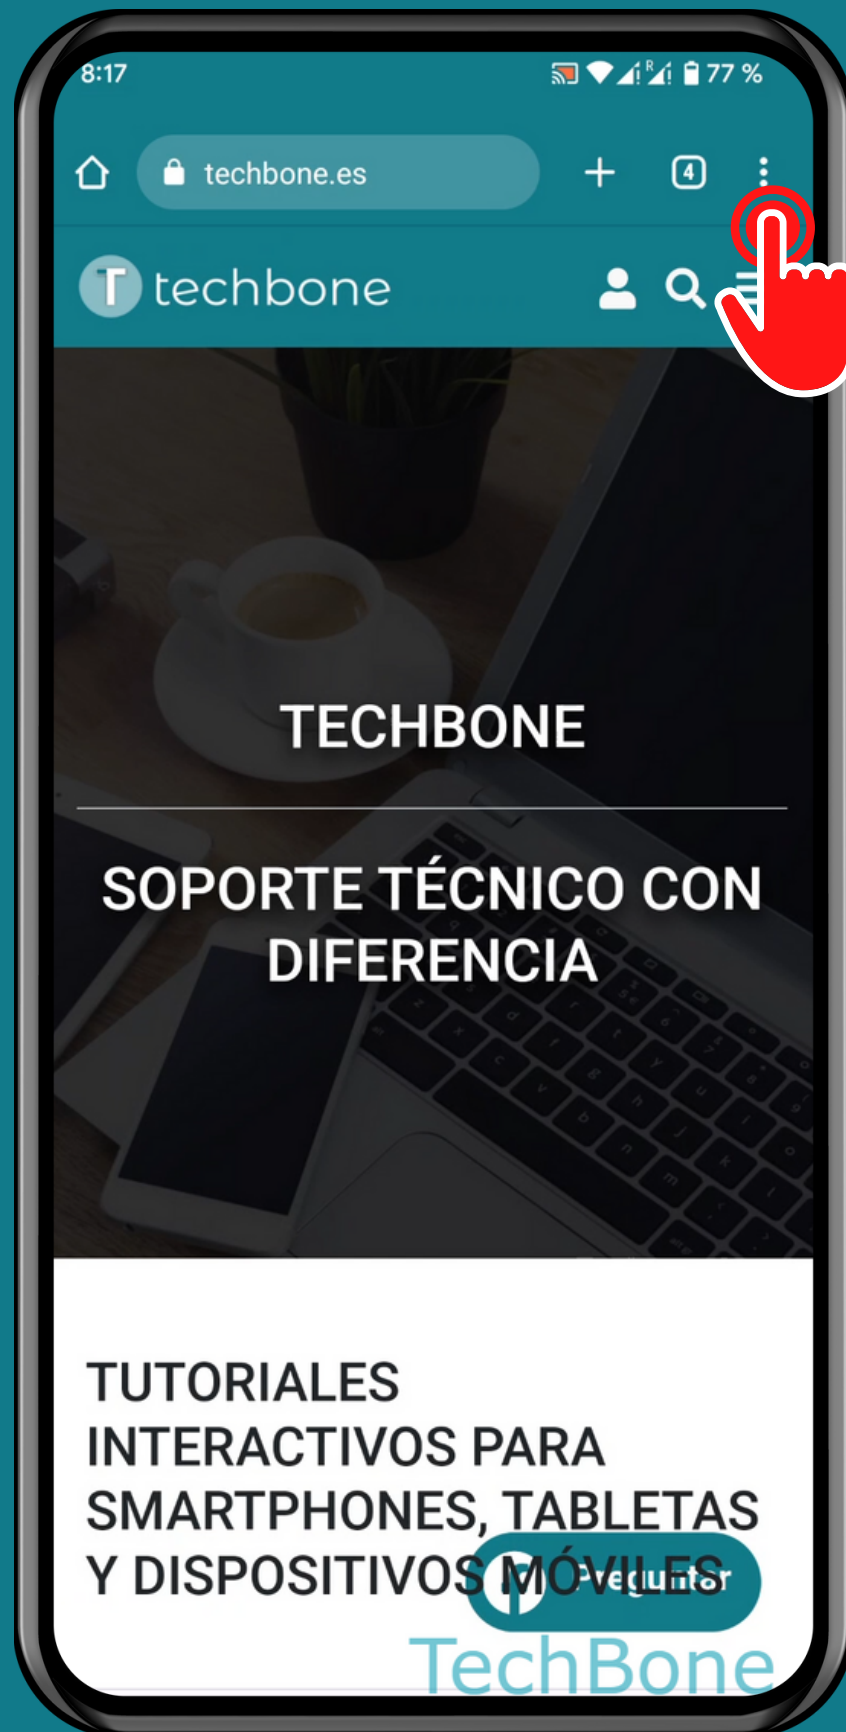 8:17
R
77 %
techbone.es
4
T techbone
TECHBONE
SOPORTE TÉCNICO CON
DIFERENCIA
TUTORIALES
INTERACTIVOS PARA
SMARTPHONES, TABLETAS
Y DISPOSITIVOS MÓVILES
Preguntar
TechBone